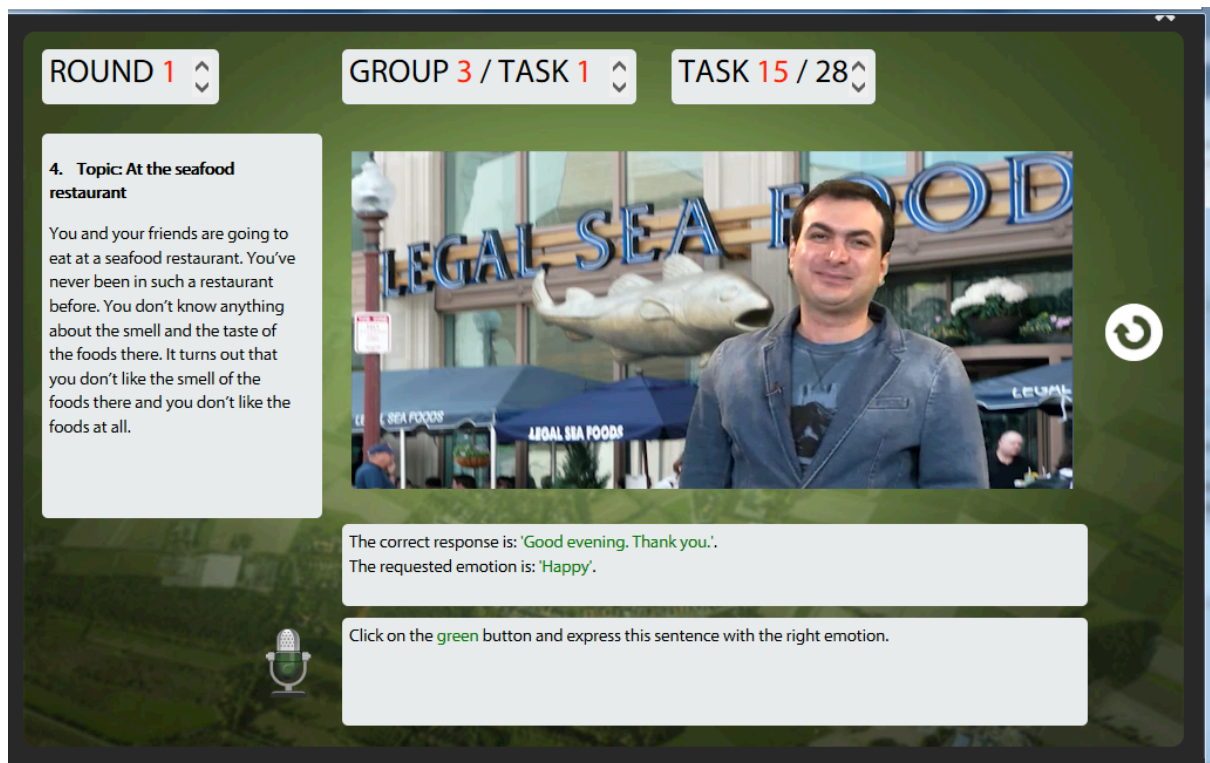 ROUND 1
GROUP 3 / TASK 1
TASK 15 / 28
4. Topic: At the seafood
restaurant
You and your friends are going to
eat at a seafood restaurant. You've
never been in such a restaurant
before. You don't know anything
about the smell and the taste of
the foods there. It turns out that
you don't like the smell of the
foods there and you don't like the
foods at all.
LEGAL SEA FOOD
SEA FOODS
LEGAL SEA FOODS
LEGAL
The correct response is: 'Good evening. Thank you.'.
The requested emotion is: 'Happy'.
Click on the green button and express this sentence with the right emotion.